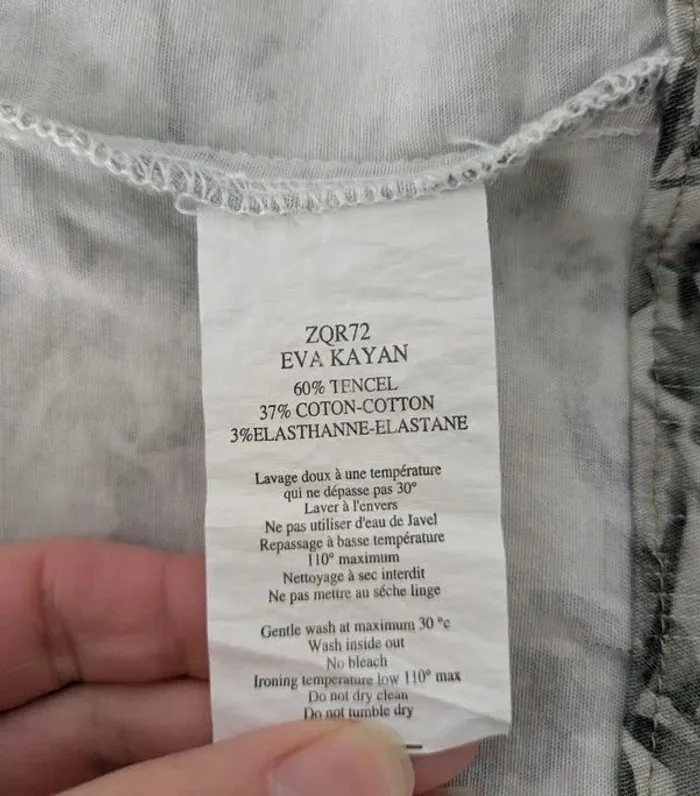 ZQR72
EVA KAYAN
60% TENCEL
37% COTON-COTTON
3%ELASTHANNE-ELASTANE
Lavage doux à une température
qui ne dépasse pas 30°
Laver à l'envers
Ne pas utiliser d'eau de Javel
Repassage à basse température
110° maximum
Nettoyage à sec interdit
Ne pas mettre au séche linge
Gentle wash at maximum 30 °c
Wash inside out
No bleach
Ironing temperature low 110° max
Do not dry clean
Do not tumble dry